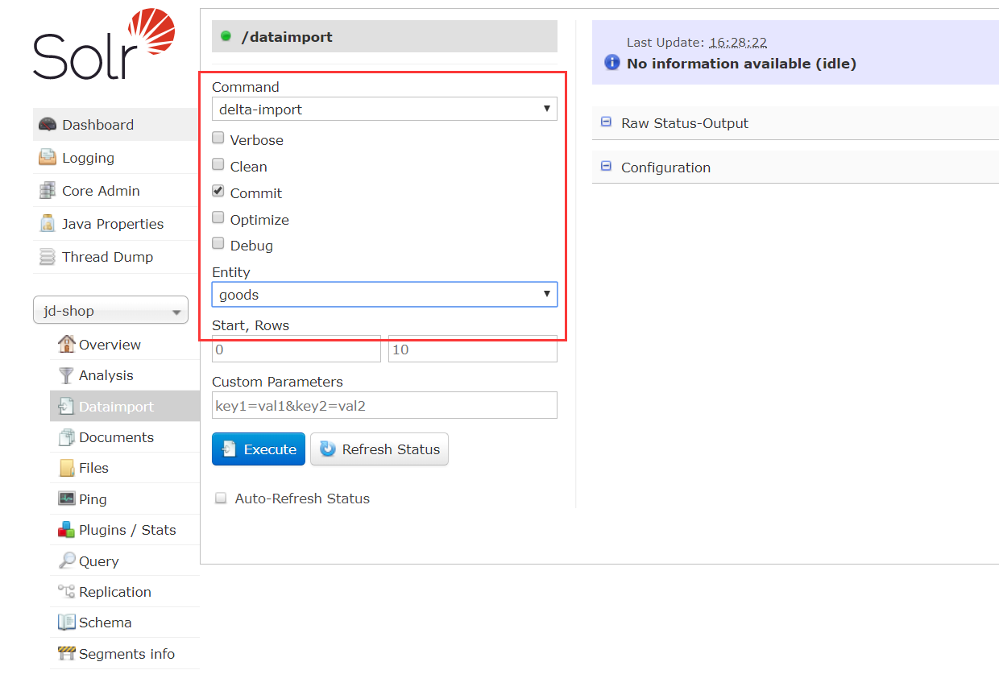 Solr
Dashboard
Logging
Core Admin
Java Properties
Thread Dump
jd-shop
Overview
Analysis
Dataimport
Documents
Files
Ping
Plugins / Stats
Query
Replication
Schema
Segments info
/dataimport
Command
delta-import
Verbose
Clean
Commit
Optimize
Debug
Entity
goods
Start, Rows
0 10
Custom Parameters
key1=val1&key2=val2
Execute Refresh Status
Auto-Refresh Status
Last Update: 16:28:22
No information available (idle)
Raw Status-Output
Configuration